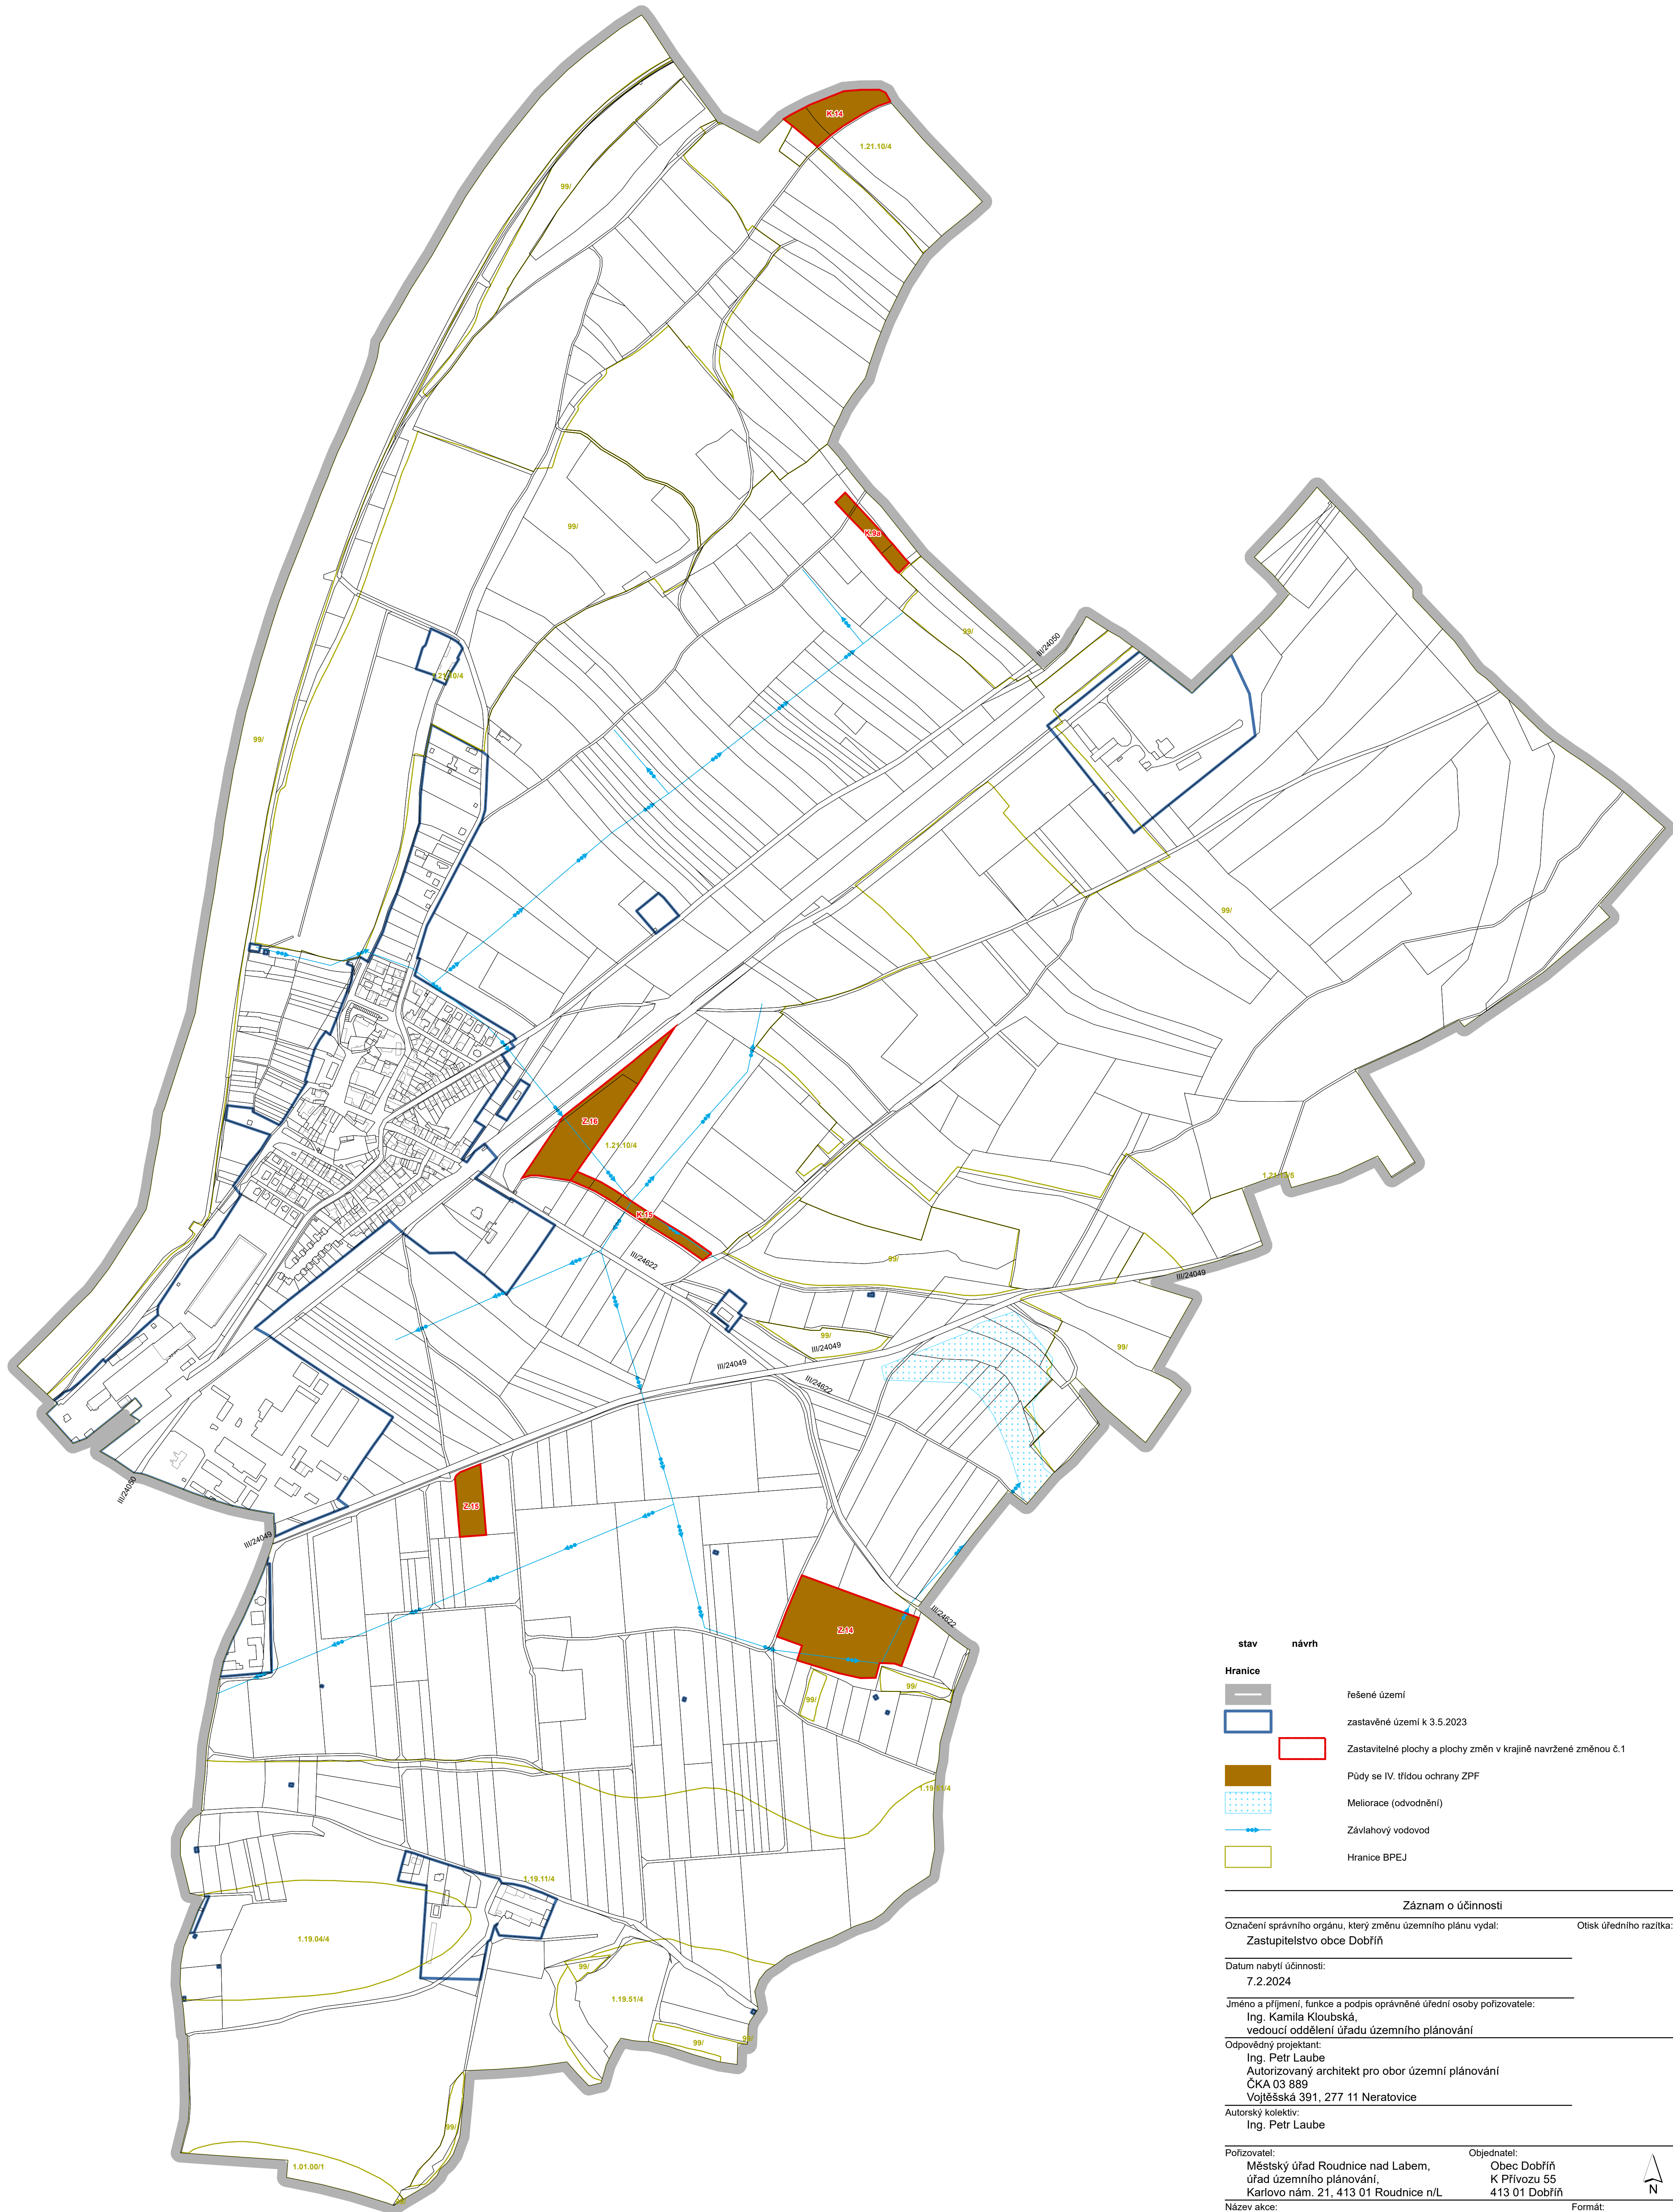 K.14
1.21.10/4
99/
99/
K.9a
99/
III/24050
1.21.10/4
99/
99/
Z.16
1.21.10/4
K.15
III/24622
99/
III/24049
99/
III/24049
III/24049
III/24622
99/
III/24050
III/24049
Z.15
Z.14
III/24622
99/
99/
1.19.11/4
1.19.04/4
99/
1.19.51/4
99/
99/
99/
1.01.00/1
stav návrh
Hranice
řešené území
zastavěné území k 3.5.2023
Zastavitelné plochy a plochy změn v krajině navržené změnou č.1
Půdy se IV. třídou ochrany ZPF
Meliorace (odvodnění)
Závlahový vodovod
Hranice BPEJ
Záznam o účinnosti
Označení správního orgánu, který změnu územního plánu vydal: Otisk úředního razítka:
Zastupitelstvo obce Dobříň
Datum nabytí účinnosti:
7.2.2024
Jméno a příjmení, funkce a podpis oprávněné úřední osoby pořizovatele:
Ing. Kamila Kloubská,
vedoucí oddělení úřadu územního plánování
Odpovědný projektant:
Ing. Petr Laube
Autorizovaný architekt pro obor územní plánování
ČKA 03 889
Vojtěšská 391, 277 11 Neratovice
Autorský kolektiv:
Ing. Petr Laube
Pořizovatel: Objednatel:
Městský úřad Roudnice nad Labem, Obec Dobříň
úřad územního plánování, K Přívozu 55
Karlovo nám. 21, 413 01 Roudnice n/L 413 01 Dobříň
N
Název akce: Formát: